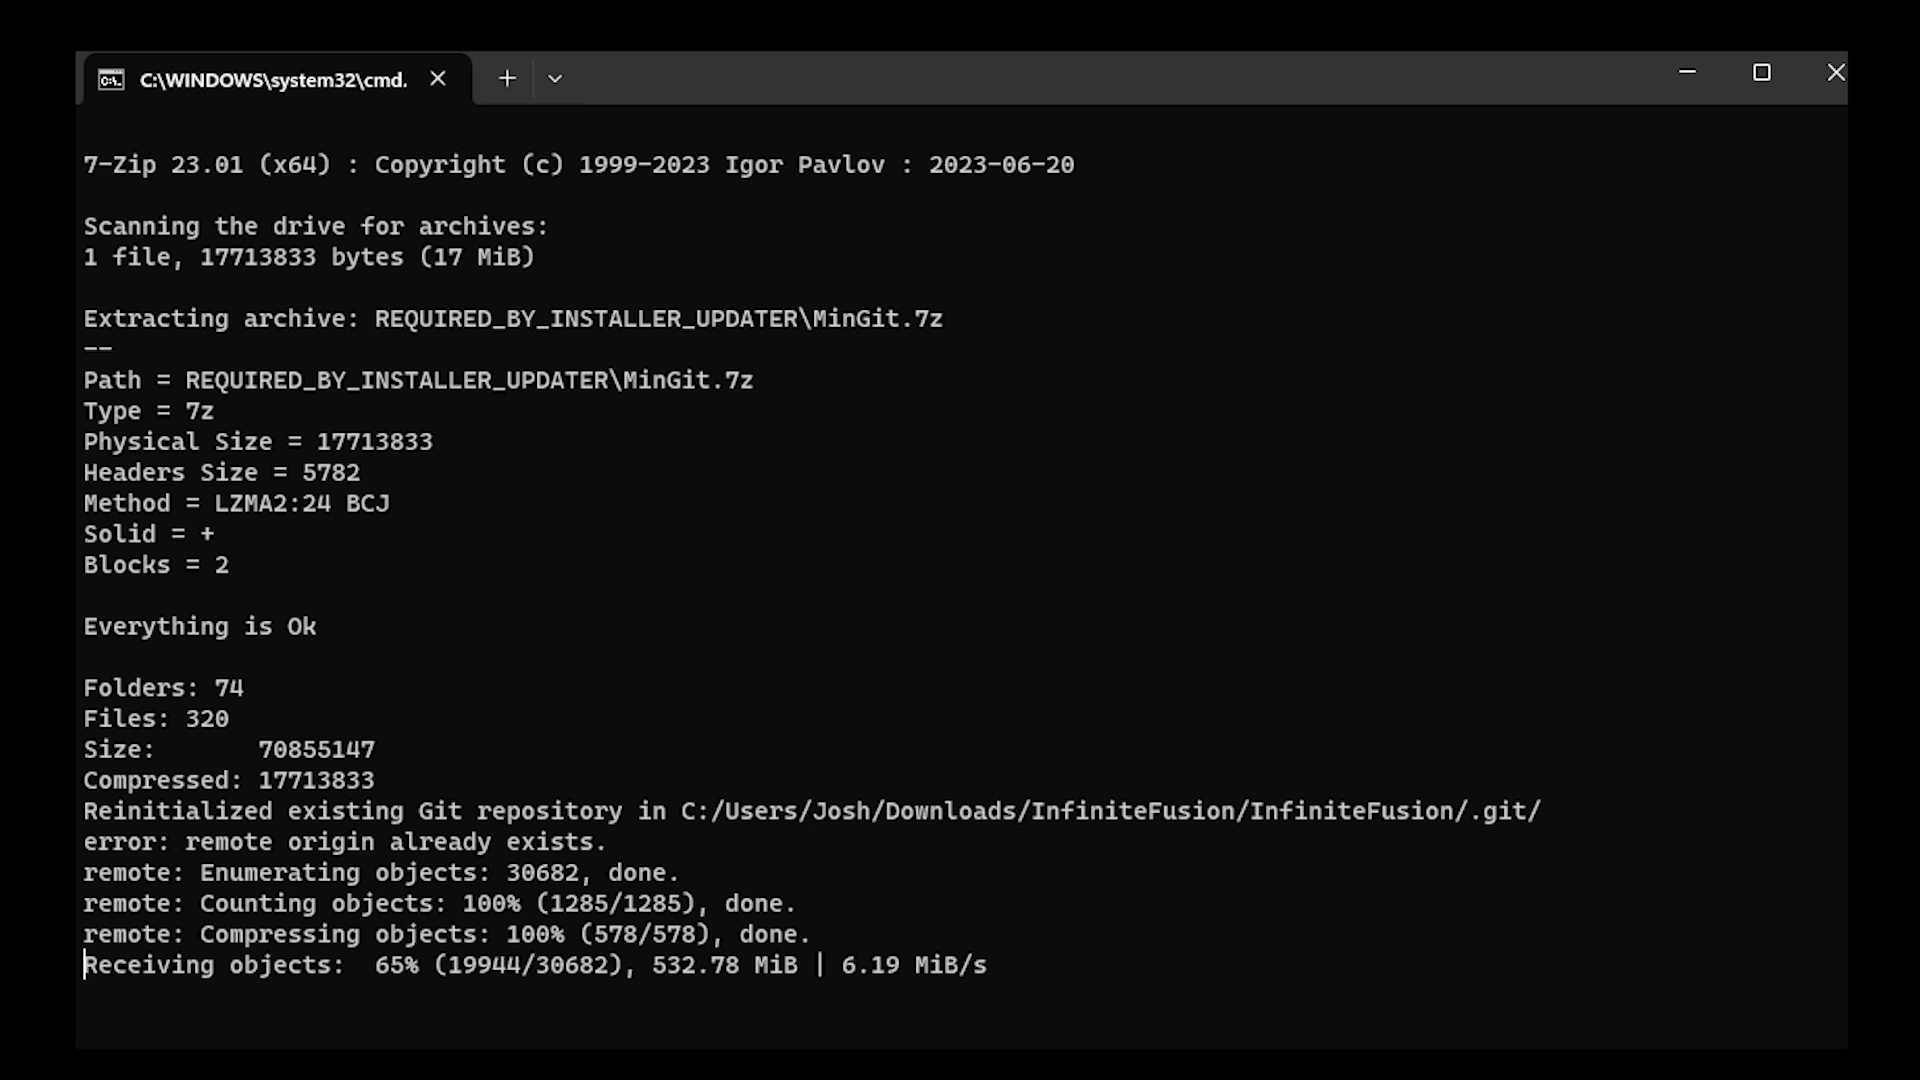 C:\WINDOWS\system32\cmd.
7-Zip 23.01 (x64) : Copyright (c) 1999-2023 Igor Pavlov : 2023-06-20
Scanning the drive for archives:
1 file, 17713833 bytes (17 MiB)
Extracting archive: REQUIRED_BY_INSTALLER_UPDATER\MinGit.7z
--
Path = REQUIRED_BY_INSTALLER_UPDATER\MinGit.7z
Type = 7z
Physical Size = 17713833
Headers Size = 5782
Method = LZMA2:24 BCJ
Solid = +
Blocks = 2
Everything is Ok
Folders: 74
Files: 320
Size:       70855147
Compressed: 17713833
Reinitialized existing Git repository in C:/Users/Josh/Downloads/InfiniteFusion/InfiniteFusion/.git/
error: remote origin already exists.
remote: Enumerating objects: 30682, done.
remote: Counting objects: 100% (1285/1285), done.
remote: Compressing objects: 100% (578/578), done.
Receiving objects:  65% (19944/30682), 532.78 MiB | 6.19 MiB/s